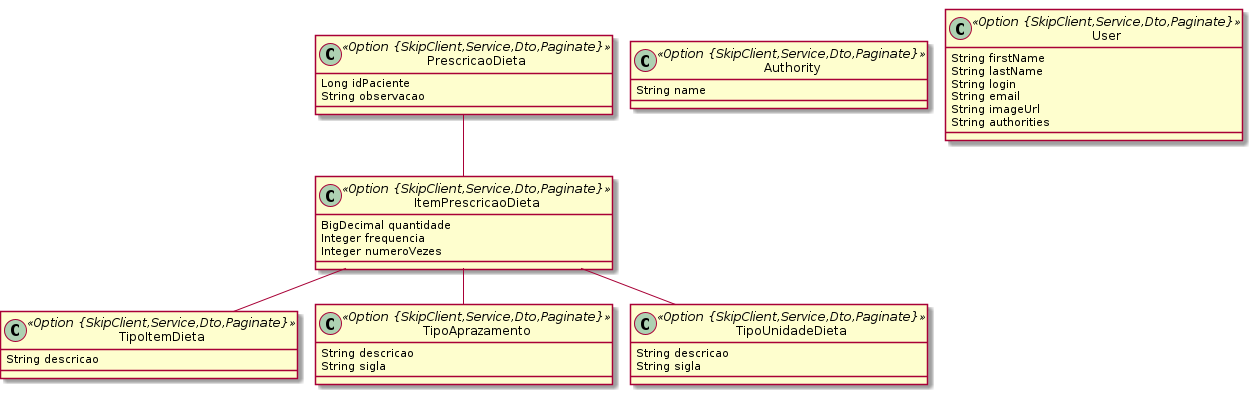 C «Option {SkipClient,Service,Dto,Paginate}»
PrescricaoDieta
Long idPaciente
String observacao
C «Option {SkipClient,Service,Dto,Paginate}»
Authority
String name
C «Option {SkipClient,Service,Dto,Paginate}»
User
String firstName
String lastName
String login
String email
String imageUrl
String authorities
C «Option {SkipClient,Service,Dto,Paginate}»
ItemPrescricaoDieta
BigDecimal quantidade
Integer frequencia
Integer numeroVezes
C «Option {SkipClient,Service,Dto,Paginate}»
TipoItemDieta
String descricao
C «Option {SkipClient,Service,Dto,Paginate}»
TipoAprazamento
String descricao
String sigla
C «Option {SkipClient,Service,Dto,Paginate}»
TipoUnidadeDieta
String descricao
String sigla